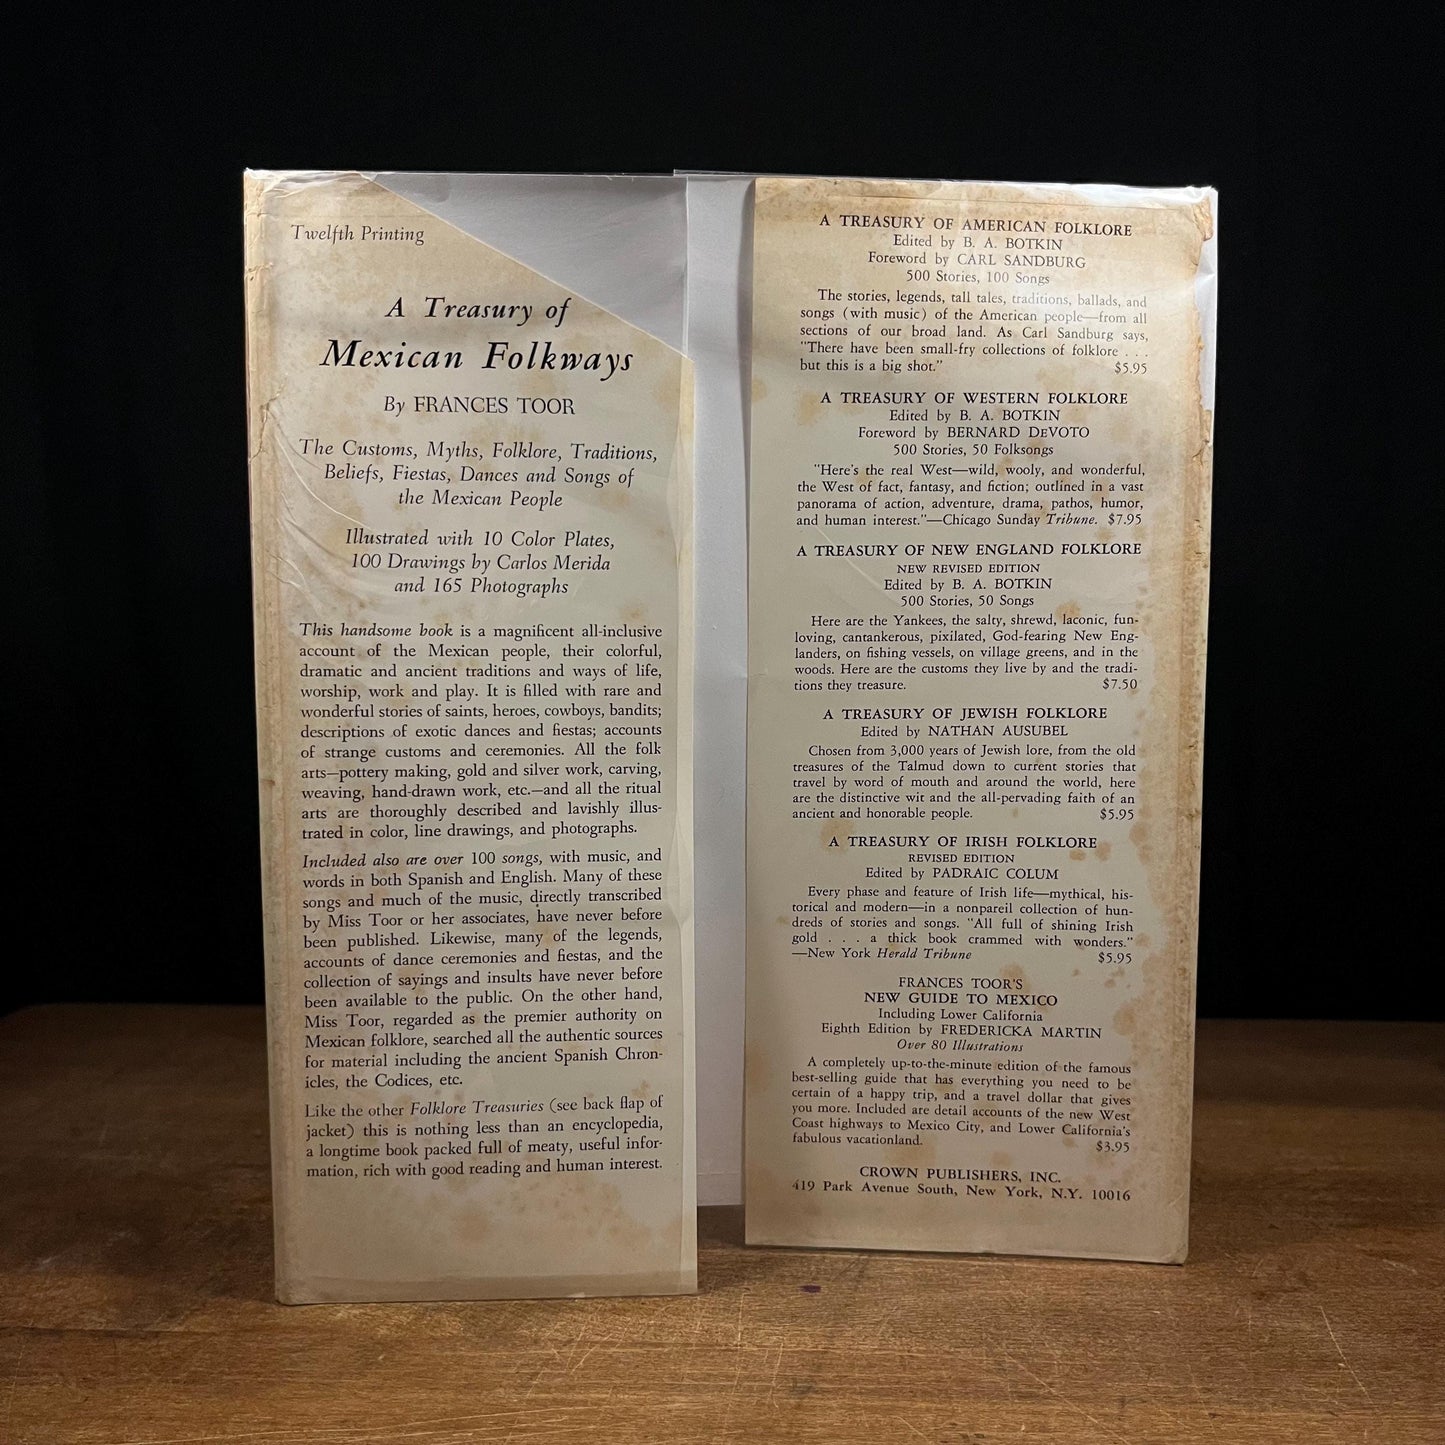 Twelfth Printing
A Treasury of
Mexican Folkways
By FRANCES TOOR
The Customs, Myths, Folklore, Traditions,
Beliefs, Fiestas, Dances and Songs of
the Mexican People
Illustrated with 10 Color Plates,
100 Drawings by Carlos Merida
and 165 Photographs
This handsome book is a magnificent all-inclusive
account of the Mexican people, their colorful,
dramatic and ancient traditions and ways of life,
worship, work and play. It is filled with rare and
wonderful stories of saints, heroes, cowboys, bandits;
descriptions of exotic dances and fiestas; accounts
of strange customs and ceremonies. All the folk
arts—pottery making, gold and silver work, carving,
weaving, hand-drawn work, etc.—and all the ritual
arts are thoroughly described and lavishly illus-
trated in color, line drawings, and photographs.
Included also are over 100 songs, with music, and
words in both Spanish and English. Many of these
songs and much of the music, directly transcribed
by Miss Toor or her associates, have never before
been published. Likewise, many of the legends,
accounts of dance ceremonies and fiestas, and the
collection of sayings and insults have never before
been available to the public. On the other hand,
Miss Toor, regarded as the premier authority on
Mexican folklore, searched all the authentic sources
for material including the ancient Spanish Chron-
icles, the Codices, etc.
Like the other Folklore Treasuries (see back flap of
jacket) this is nothing less than an encyclopedia,
a longtime book packed full of meaty, useful infor-
mation, rich with good reading and human interest.
A TREASURY OF AMERICAN FOLKLORE
Edited by B. A. BOTKIN
Foreword by CARL SANDBURG
500 Stories, 100 Songs
The stories, legends, tall tales, traditions, ballads, and
songs (with music) of the American people—from all
sections of our broad land. As Carl Sandburg says,
"There have been small-fry collections of folklore . . .
but this is a big shot." $5.95
A TREASURY OF WESTERN FOLKLORE
Edited by B. A. BOTKIN
Foreword by BERNARD DeVOTO
500 Stories, 50 Folksongs
"Here's the real West—wild, wooly, and wonderful,
the West of fact, fantasy, and fiction; outlined in a vast
panorama of action, adventure, drama, pathos, humor,
and human interest."—Chicago Sunday Tribune. $7.95
A TREASURY OF NEW ENGLAND FOLKLORE
NEW REVISED EDITION
Edited by B. A. BOTKIN
500 Stories, 50 Songs
Here are the Yankees, the salty, shrewd, laconic, fun-
loving, cantankerous, pixilated, God-fearing New Eng-
landers, on fishing vessels, on village greens, and in the
woods. Here are the customs they live by and the tradi-
tions they treasure. $7.50
A TREASURY OF JEWISH FOLKLORE
Edited by NATHAN AUSUBEL
Chosen from 3,000 years of Jewish lore, from the old
treasures of the Talmud down to current stories that
travel by word of mouth and around the world, here
are the distinctive wit and the all-pervading faith of an
ancient and honorable people. $5.95
A TREASURY OF IRISH FOLKLORE
REVISED EDITION
Edited by PADRAIC COLUM
Every phase and feature of Irish life—mythical, his-
torical and modern—in a nonpareil collection of hun-
dreds of stories and songs. "All full of shining Irish
gold . . . a thick book crammed with wonders."
—New York Herald Tribune $5.95
FRANCES TOOR'S
NEW GUIDE TO MEXICO
Including Lower California
Eighth Edition by FREDERICKA MARTIN
Over 80 Illustrations
A completely up-to-the-minute edition of the famous
best-selling guide that has everything you need to be
certain of a happy trip, and a travel dollar that gives
you more. Included are detail accounts of the new West
Coast highways to Mexico City, and Lower California's
fabulous vacationland. $3.95
CROWN PUBLISHERS, INC.
419 Park Avenue South, New York, N.Y. 10016